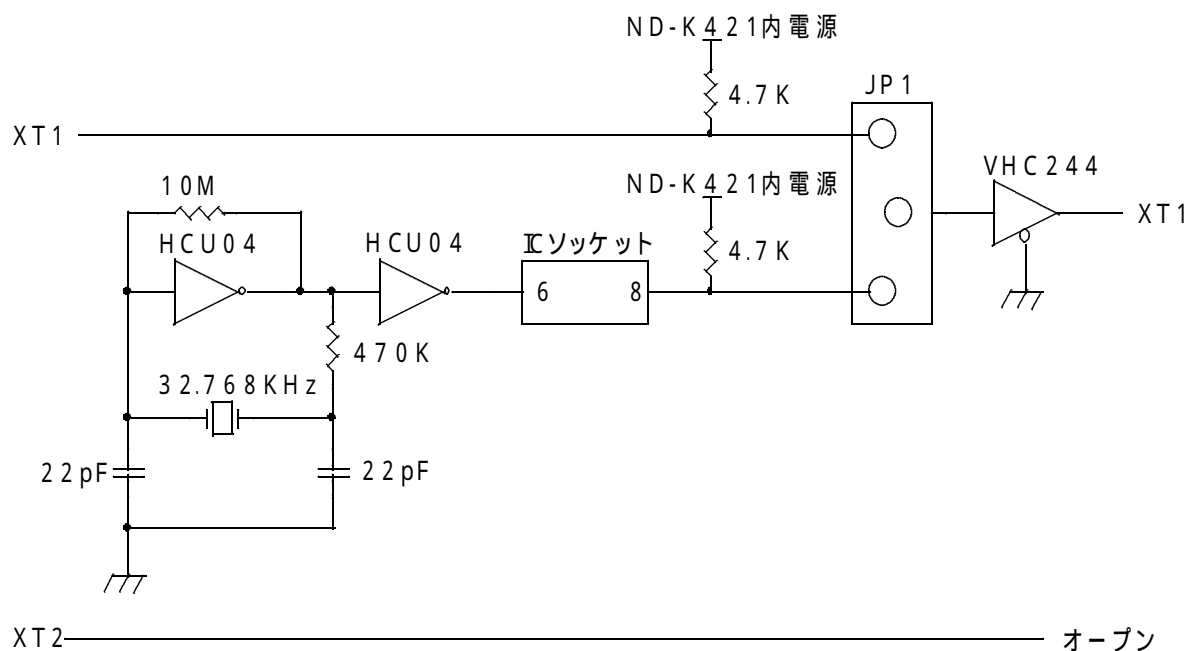 ND-K421内電源
4.7K
JP1
XT1
VHC244
10M
ND-K421内電源
XT1
HCU04
HCU04
ICソッケット
4.7K
6
8
470K
32.768KHz
22pF
22pF
XT2
オープン